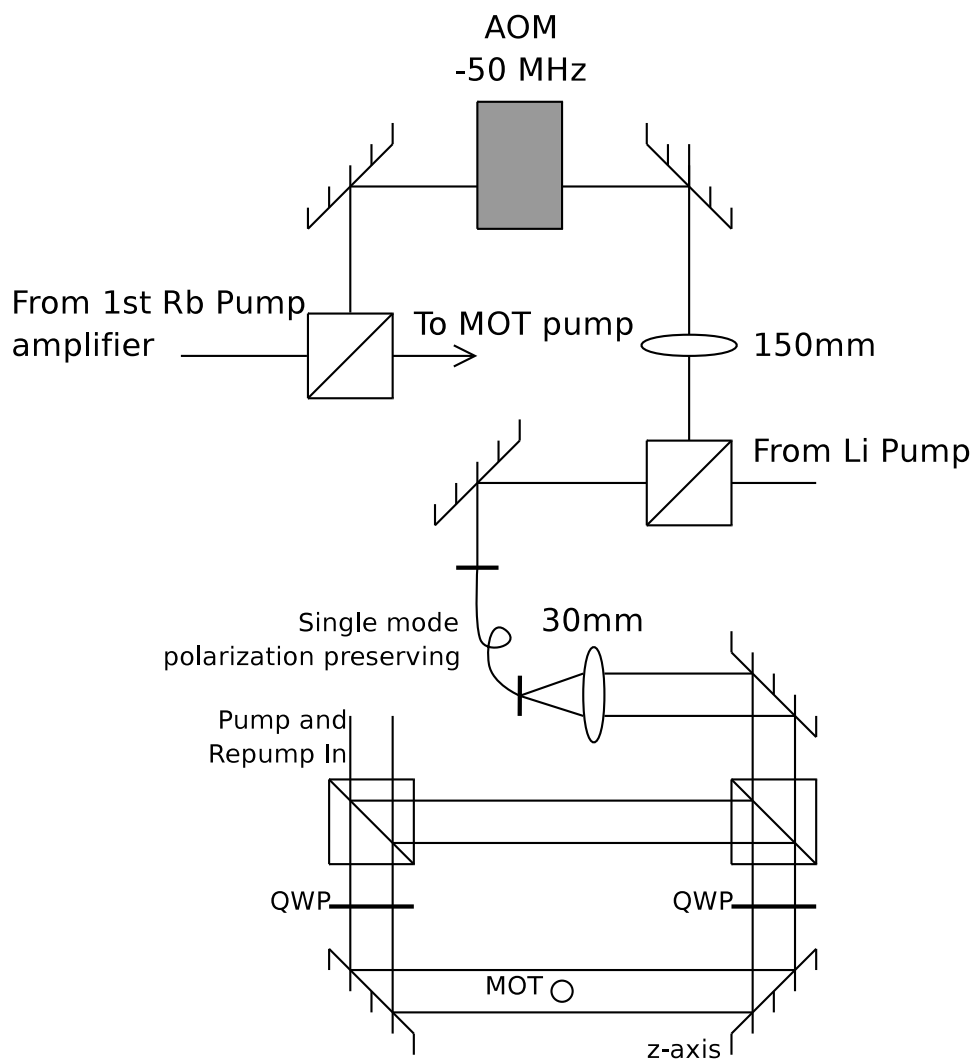 AOM
-50 MHz
From 1st Rb Pump
amplifier
To MOT pump
150mm
From Li Pump
Single mode
polarization preserving
30mm
Pump and
Repump In
QWP
QWP
MOT
z-axis